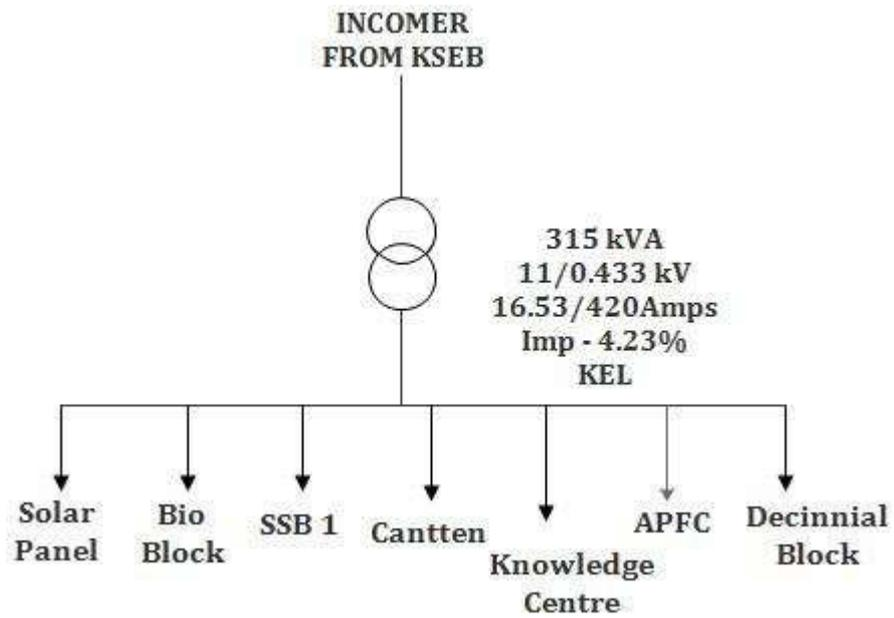 INCOMER
FROM KSEB
315 kVA
11/0.433 kV
16.53/420Amps
Imp - 4.23%
KEL
Solar
Panel
Bio
Block
SSB 1
Cantten
Knowledge
Centre
APFC
Decinnial
Block